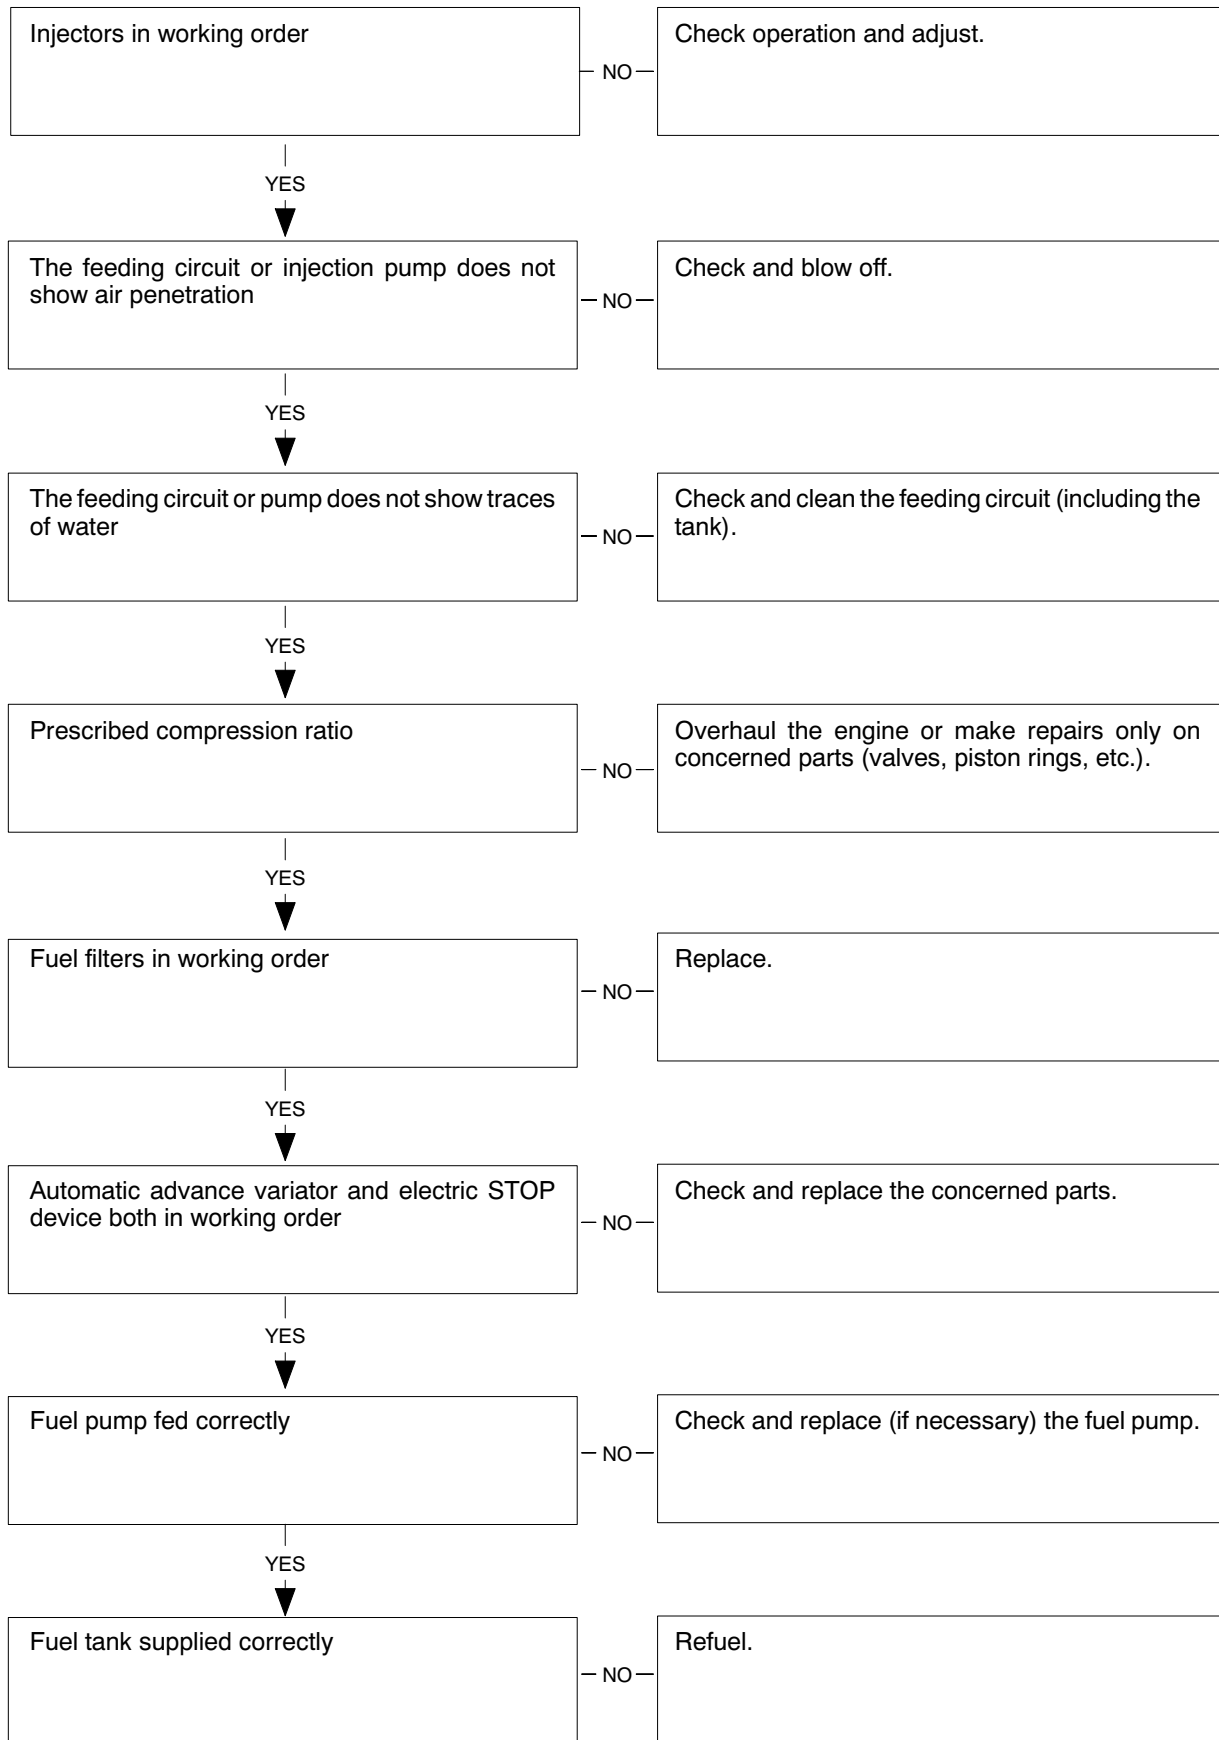 Injectors in working order
NO
Check operation and adjust.
YES
The feeding circuit or injection pump does not
show air penetration
NO
Check and blow off.
YES
The feeding circuit or pump does not show traces
of water
NO
Check and clean the feeding circuit (including the
tank).
YES
Prescribed compression ratio
NO
Overhaul the engine or make repairs only on
concerned parts (valves, piston rings, etc.).
YES
Fuel filters in working order
NO
Replace.
YES
Automatic advance variator and electric STOP
device both in working order
NO
Check and replace the concerned parts.
YES
Fuel pump fed correctly
NO
Check and replace (if necessary) the fuel pump.
YES
Fuel tank supplied correctly
NO
Refuel.